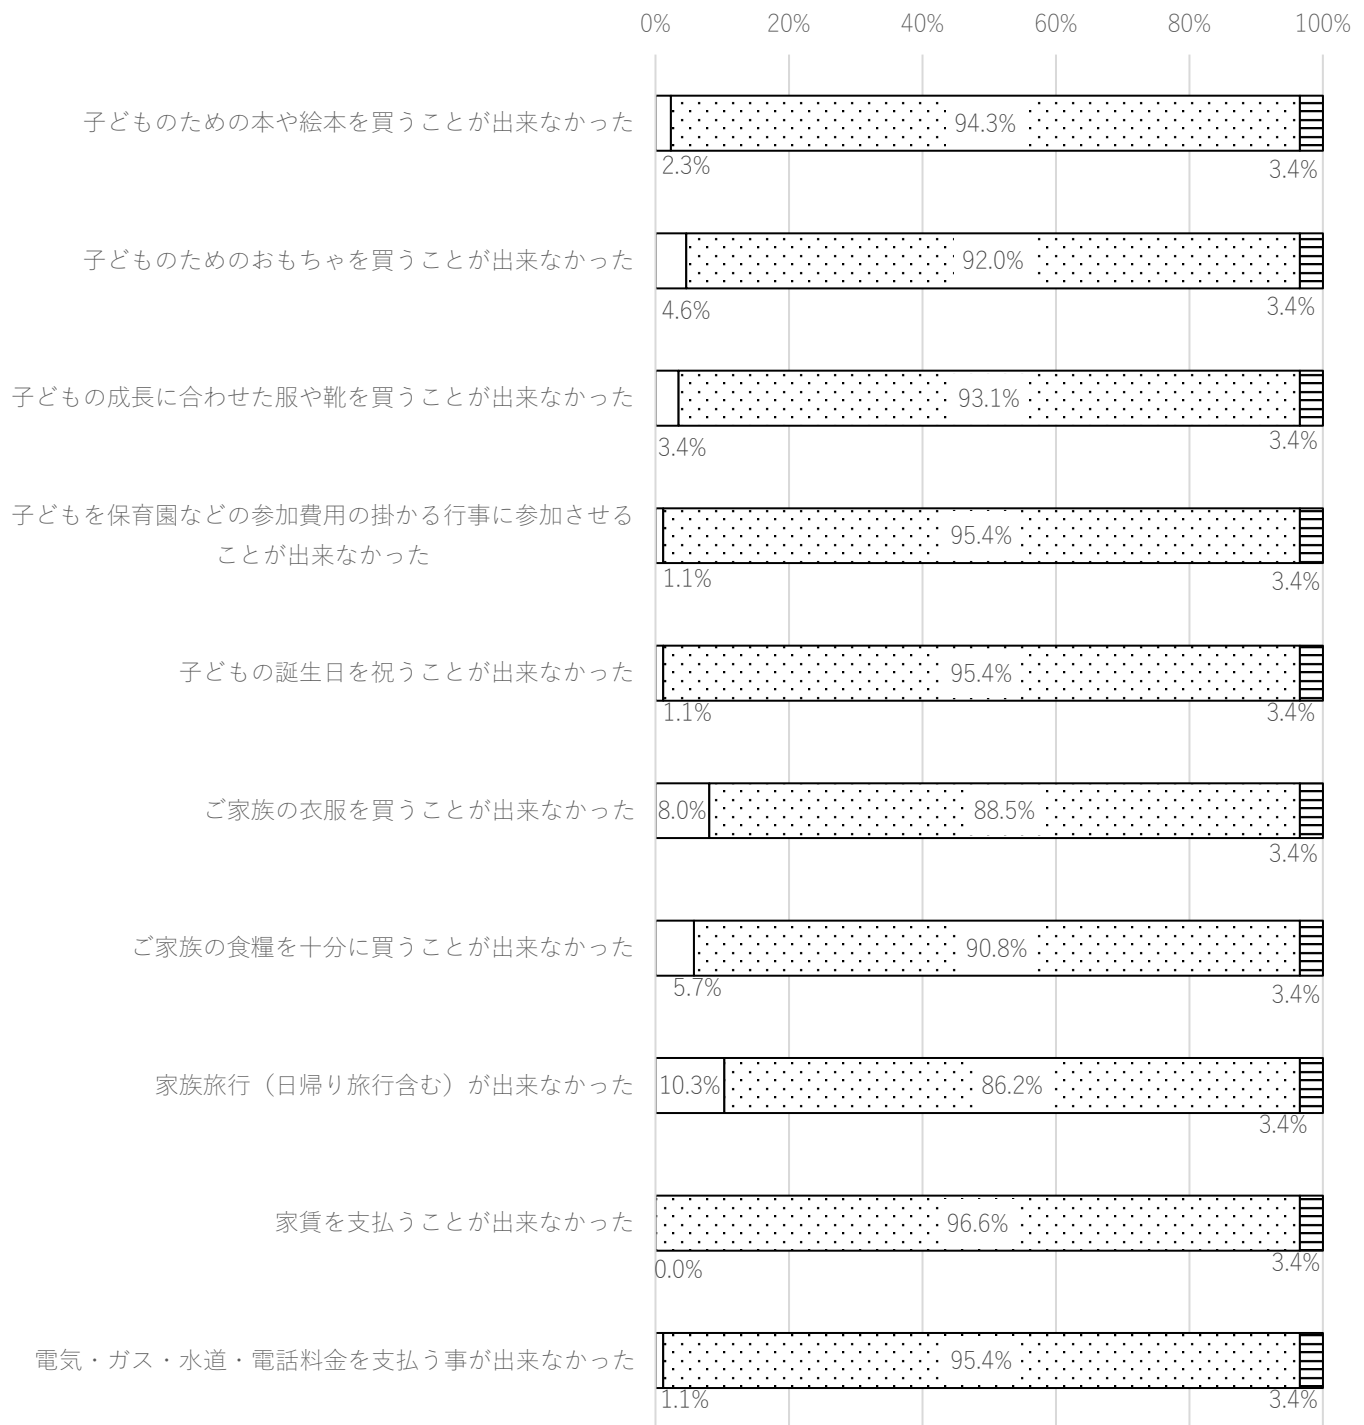 0% 20% 40% 60% 80% 100%
子どものための本や絵本を買うことが出来なかった
94.3%
2.3%
3.4%
子どものためのおもちゃを買うことが出来なかった
92.0%
4.6%
3.4%
子どもの成長に合わせた服や靴を買うことが出来なかった
93.1%
3.4%
3.4%
子どもを保育園などの参加費用の掛かる行事に参加させる
ことが出来なかった
95.4%
1.1%
3.4%
子どもの誕生日を祝うことが出来なかった
95.4%
1.1%
3.4%
ご家族の衣服を買うことが出来なかった
8.0%
88.5%
3.4%
ご家族の食糧を十分に買うことが出来なかった
90.8%
5.7%
3.4%
家族旅行（日帰り旅行含む）が出来なかった
10.3%
86.2%
3.4%
家賃を支払うことが出来なかった
96.6%
0.0%
3.4%
電気・ガス・水道・電話料金を支払う事が出来なかった
95.4%
1.1%
3.4%